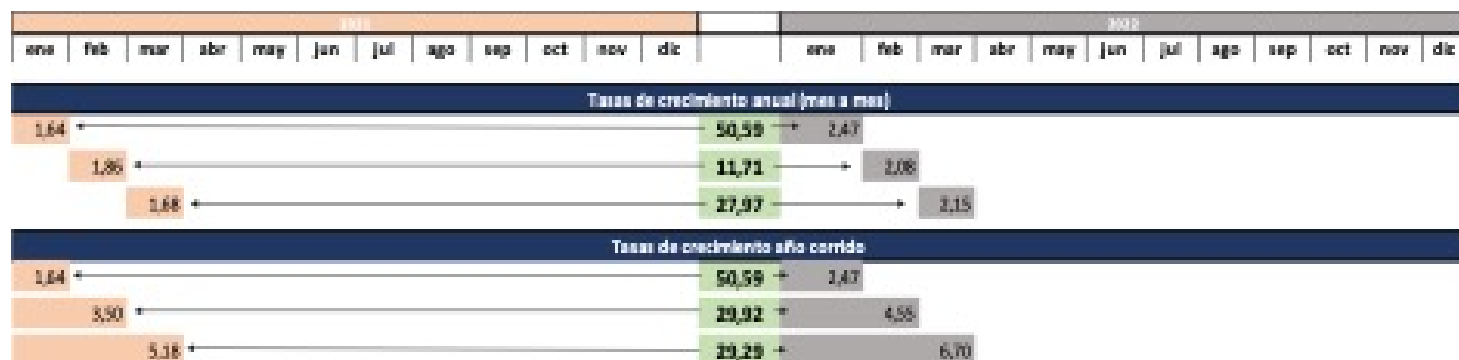 2021 2022
ene feb mar abr may jun jul ago sep oct nov dic ene feb mar abr may jun jul ago sep oct nov dic
Tasas de crecimiento anual (mes a mes)
1,64 50,59 2,47
1,86 11,71 2,08
1,68 27,97 2,15
Tasas de crecimiento año corrido
1,64 50,59 2,47
3,50 29,92 4,55
5,18 29,29 6,70